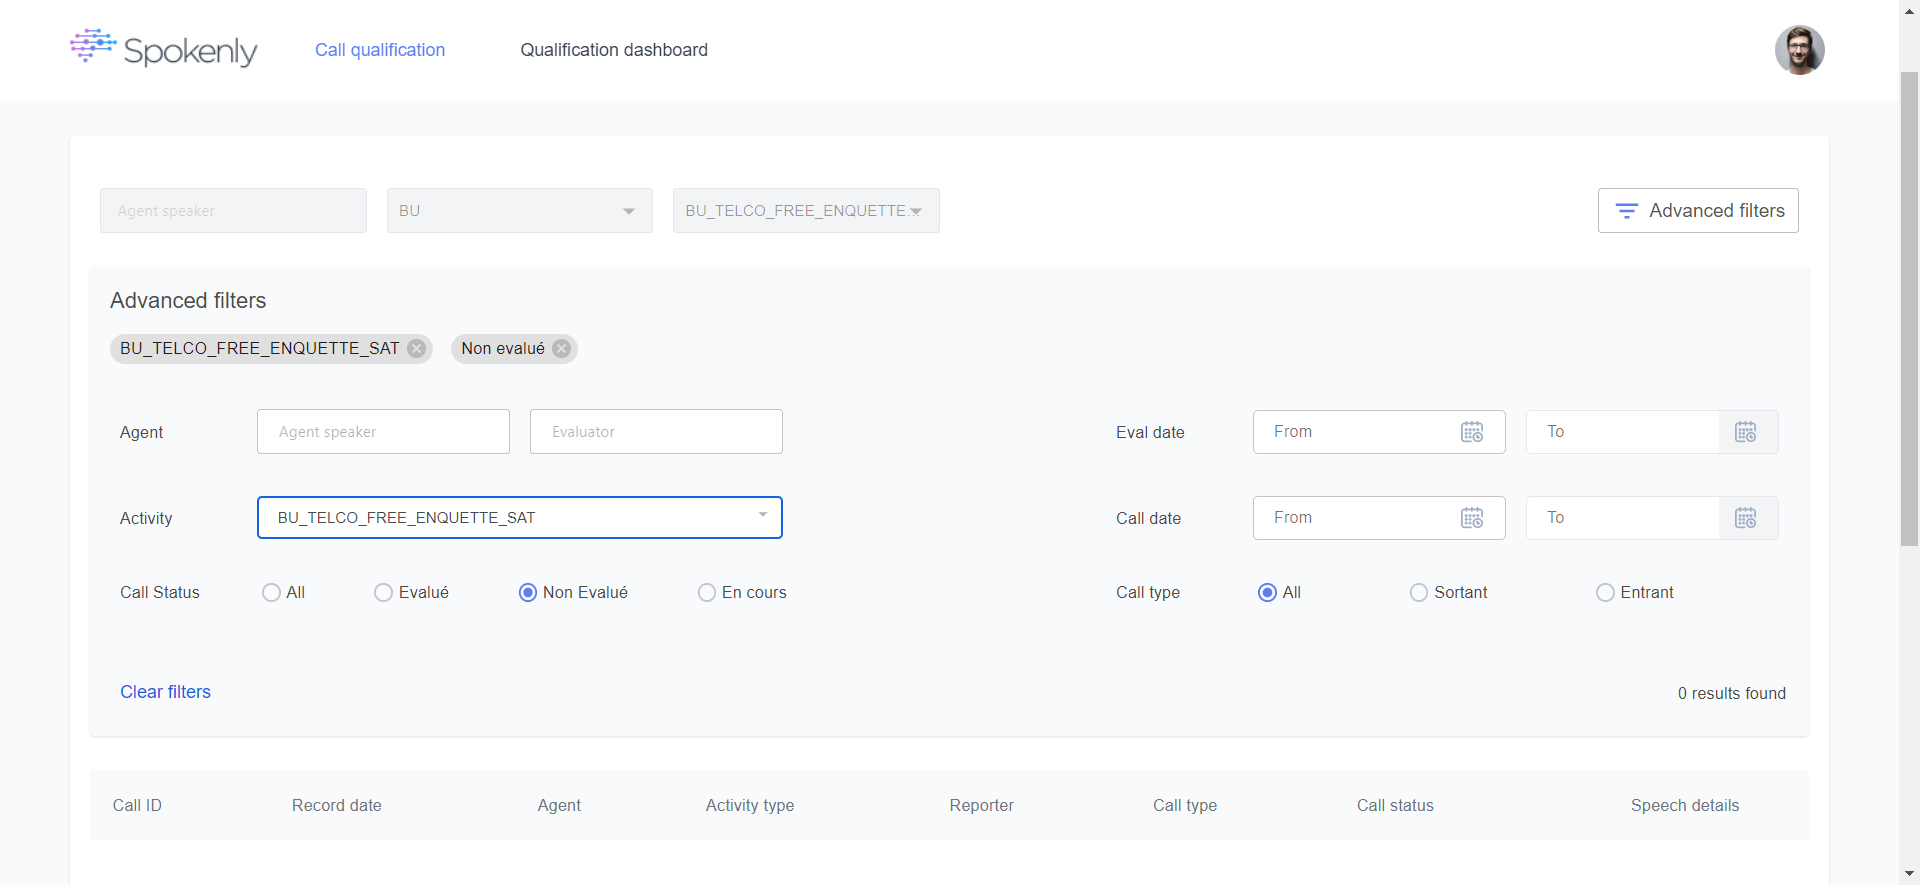 Spokenly Call qualification Qualification dashboard
Agent speaker BU BU_TELCO_FREE_ENQUETTE... Advanced filters
Advanced filters
BU_TELCO_FREE_ENQUETTE_SAT Non evalué
Agent Agent speaker Evaluator Eval date From To
Activity BU_TELCO_FREE_ENQUETTE_SAT Call date From To
Call Status All Evalué Non Evalué En cours Call type All Sortant Entrant
Clear filters 0 results found
Call ID Record date Agent Activity type Reporter Call type Call status Speech details